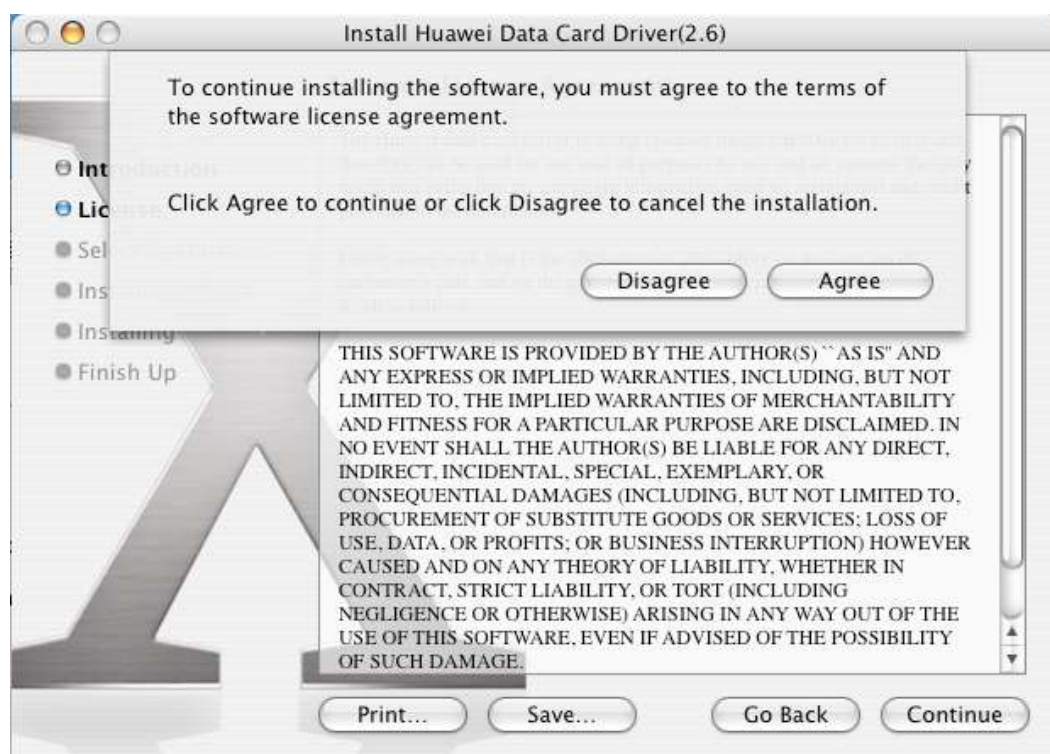 Install Huawei Data Card Driver(2.6)
To continue installing the software, you must agree to the terms of
the software license agreement.
Click Agree to continue or click Disagree to cancel the installation.
Disagree
Agree
Introduction
License
Installing
Finish Up
THIS SOFTWARE IS PROVIDED BY THE AUTHOR(S) ``AS IS'' AND
ANY EXPRESS OR IMPLIED WARRANTIES, INCLUDING, BUT NOT
LIMITED TO, THE IMPLIED WARRANTIES OF MERCHANTABILITY
AND FITNESS FOR A PARTICULAR PURPOSE ARE DISCLAIMED. IN
NO EVENT SHALL THE AUTHOR(S) BE LIABLE FOR ANY DIRECT,
INDIRECT, INCIDENTAL, SPECIAL, EXEMPLARY, OR
CONSEQUENTIAL DAMAGES (INCLUDING, BUT NOT LIMITED TO,
PROCUREMENT OF SUBSTITUTE GOODS OR SERVICES; LOSS OF
USE, DATA, OR PROFITS; OR BUSINESS INTERRUPTION) HOWEVER
CAUSED AND ON ANY THEORY OF LIABILITY, WHETHER IN
CONTRACT, STRICT LIABILITY, OR TORT (INCLUDING
NEGLIGENCE OR OTHERWISE) ARISING IN ANY WAY OUT OF THE
USE OF THIS SOFTWARE, EVEN IF ADVISED OF THE POSSIBILITY
OF SUCH DAMAGE.
Print...
Save...
Go Back
Continue